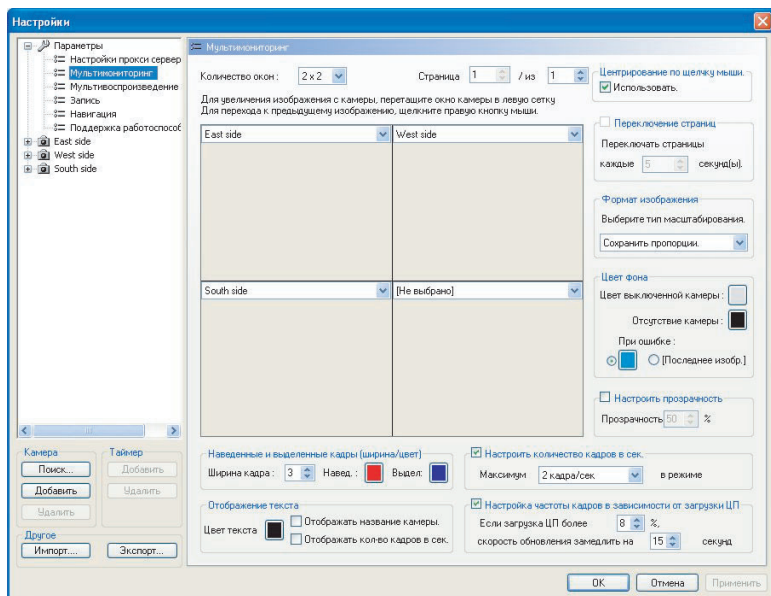 Настройки
Параметры
Настройки прокси сервер
Мультимониторинг
Мультивоспроизведение
Запись
Навигация
Поддержка работоспособ
East side
West side
South side
Камера
Поиск...
Добавить
Удалить
Таймер
Добавить
Удалить
Другое
Импорт....
Экспорт...
Мультимониторинг
Количество окон : 2 x 2 Страница 1 / из 1
Для увеличения изображения с камеры, перетащите окно камеры в левую сетку
Для перехода к предыдущему изображению, щелкните правую кнопку мыши.
East side West side
South side [Не выбрано]
Центрирование по щелчку мыши.
Использовать.
Переключение страниц
Переключать страницы
каждые 5 секунд(ы).
Формат изображения
Выберите тип масштабирования.
Сохранить пропорции.
Цвет фона
Цвет выключенной камеры :
Отсутствие камеры :
При ошибке :
[Последнее изобр.]
Настроить прозрачность
Прозрачность 50 %
Наведенные и выделенные кадры (ширина/цвет)
Ширина кадра : 3 Навед. : Выдел:
Отображение текста
Цвет текста
Отображать название камеры.
Отображать кол-во кадров в сек.
Настроить количество кадров в сек.
Максимум 2 кадра/сек в режиме
Настройка частоты кадров в зависимости от загрузки ЦП
Если загрузка ЦП более 8 %,
скорость обновления замедлить на 15 секунд
OK Отмена Применить